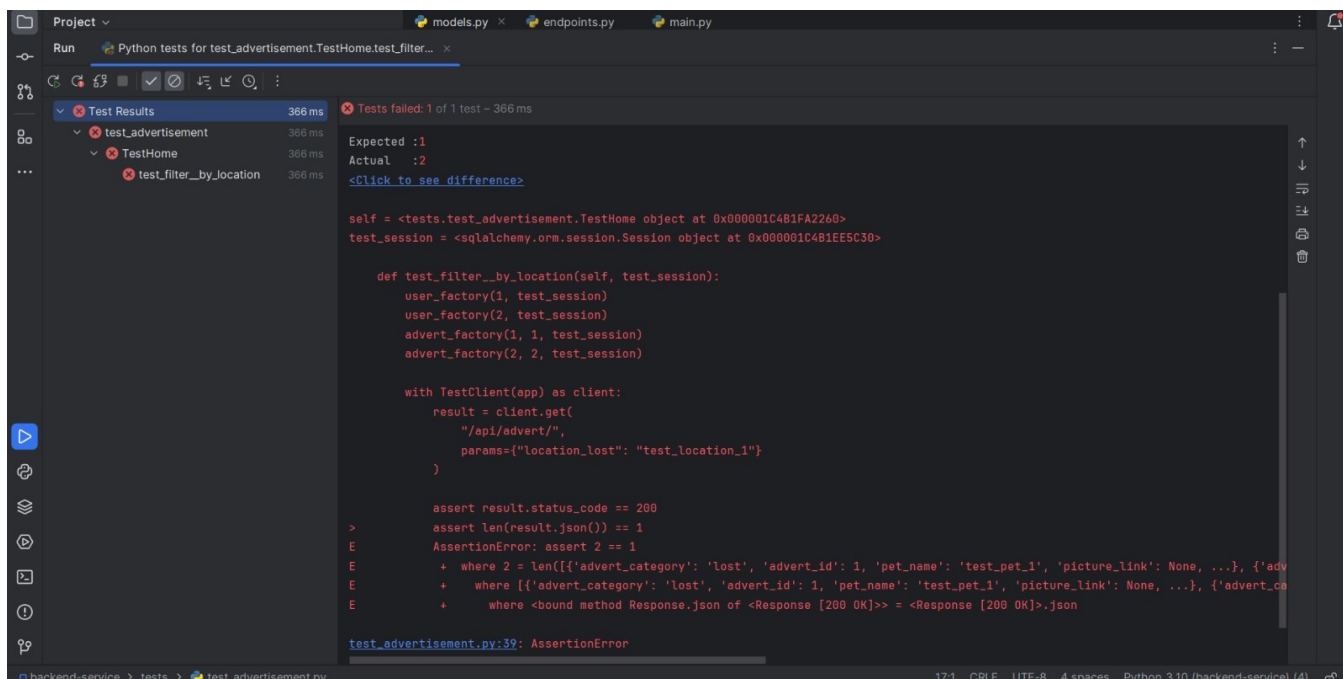 Project
models.py
endpoints.py
main.py
Run
Python tests for test_advertisement.TestHome.test_filter...
Test Results 366 ms
test_advertisement 366 ms
TestHome 366 ms
test_filter__by_location 366 ms
Tests failed: 1 of 1 test – 366 ms
Expected :1
Actual   :2
<Click to see difference>
self = <tests.test_advertisement.TestHome object at 0x000001C4B1FA2260>
test_session = <sqlalchemy.orm.session.Session object at 0x000001C4B1EE5C30>
    def test_filter__by_location(self, test_session):
        user_factory(1, test_session)
        user_factory(2, test_session)
        advert_factory(1, 1, test_session)
        advert_factory(2, 2, test_session)
        with TestClient(app) as client:
            result = client.get(
                "/api/advert/",
                params={"location_lost": "test_location_1"}
            )
        assert result.status_code == 200
>       assert len(result.json()) == 1
E       AssertionError: assert 2 == 1
E        +  where 2 = len([{'advert_category': 'lost', 'advert_id': 1, 'pet_name': 'test_pet_1', 'picture_link': None, ...}, {'adv
E        +    where [{'advert_category': 'lost', 'advert_id': 1, 'pet_name': 'test_pet_1', 'picture_link': None, ...}, {'advert_ca
E        +      where <bound method Response.json of <Response [200 OK]>> = <Response [200 OK]>.json
test_advertisement.py:39: AssertionError
backend-service > tests > test_advertisement.py 17:1 CRLF UTF-8 4 spaces Python 3.10 (backend-service) (4)